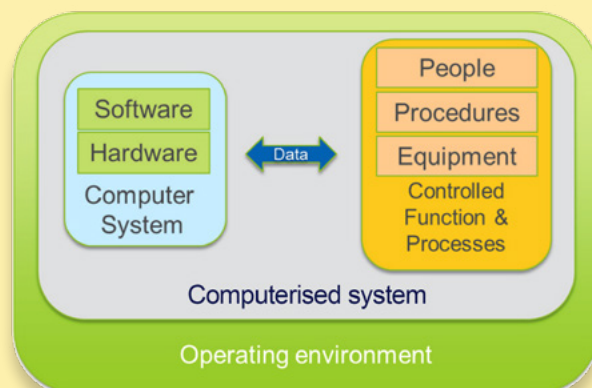 Software
Hardware
Computer
System
Data
People
Procedures
Equipment
Controlled
Function &
Processes
Computerised system
Operating environment